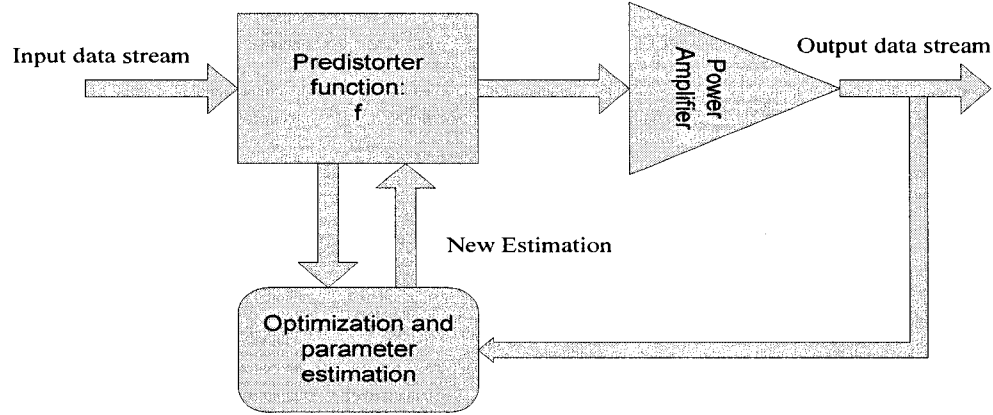 Input data stream
Predistorter
function:
f
Power
Amplifier
Output data stream
New Estimation
Optimization and
parameter
estimation